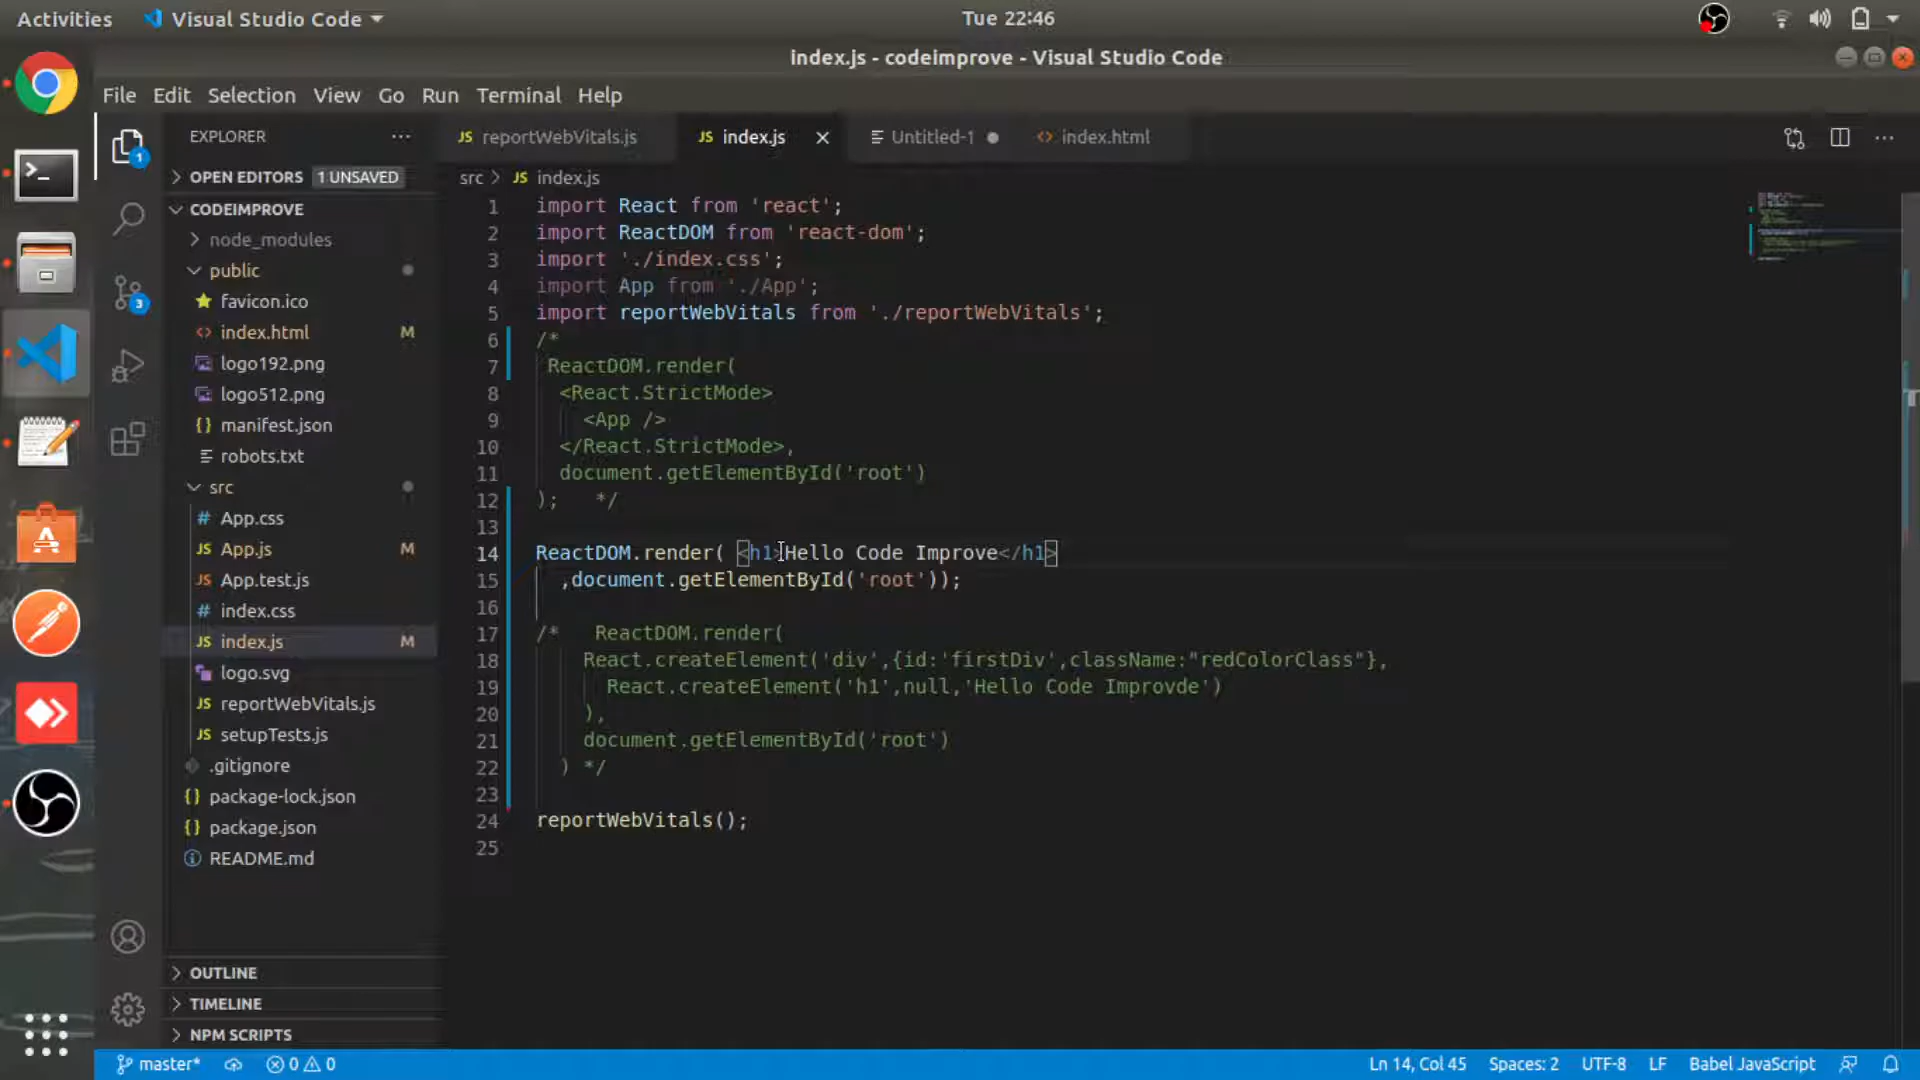 Activities Visual Studio Code Tue 22:46
index.js - codeimprove - Visual Studio Code
File Edit Selection View Go Run Terminal Help
EXPLORER
OPEN EDITORS 1 UNSAVED
CODEIMPROVE
node_modules
public
favicon.ico
index.html M
logo192.png
logo512.png
{} manifest.json
robots.txt
src
# App.css
JS App.js M
JS App.test.js
# index.css
JS index.js M
logo.svg
JS reportWebVitals.js
JS setupTests.js
.gitignore
{} package-lock.json
{} package.json
README.md
OUTLINE
TIMELINE
NPM SCRIPTS
1
3
JS reportWebVitals.js JS index.js Untitled-1 index.html
src > JS index.js
1 import React from 'react';
2 import ReactDOM from 'react-dom';
3 import './index.css';
4 import App from './App';
5 import reportWebVitals from './reportWebVitals';
6 /*
7 ReactDOM.render(
8 <React.StrictMode>
9 <App />
10 </React.StrictMode>,
11 document.getElementById('root')
12 ); */
13
14 ReactDOM.render( <h1>Hello Code Improve</h1>
15 ,document.getElementById('root'));
16
17 /* ReactDOM.render(
18 React.createElement('div',{id:'firstDiv',className:"redColorClass"},
19 React.createElement('h1',null,'Hello Code Improvde')
20 ),
21 document.getElementById('root')
22 ) */
23
24 reportWebVitals();
25
master* 0 0 Ln 14, Col 45 Spaces: 2 UTF-8 LF Babel JavaScript